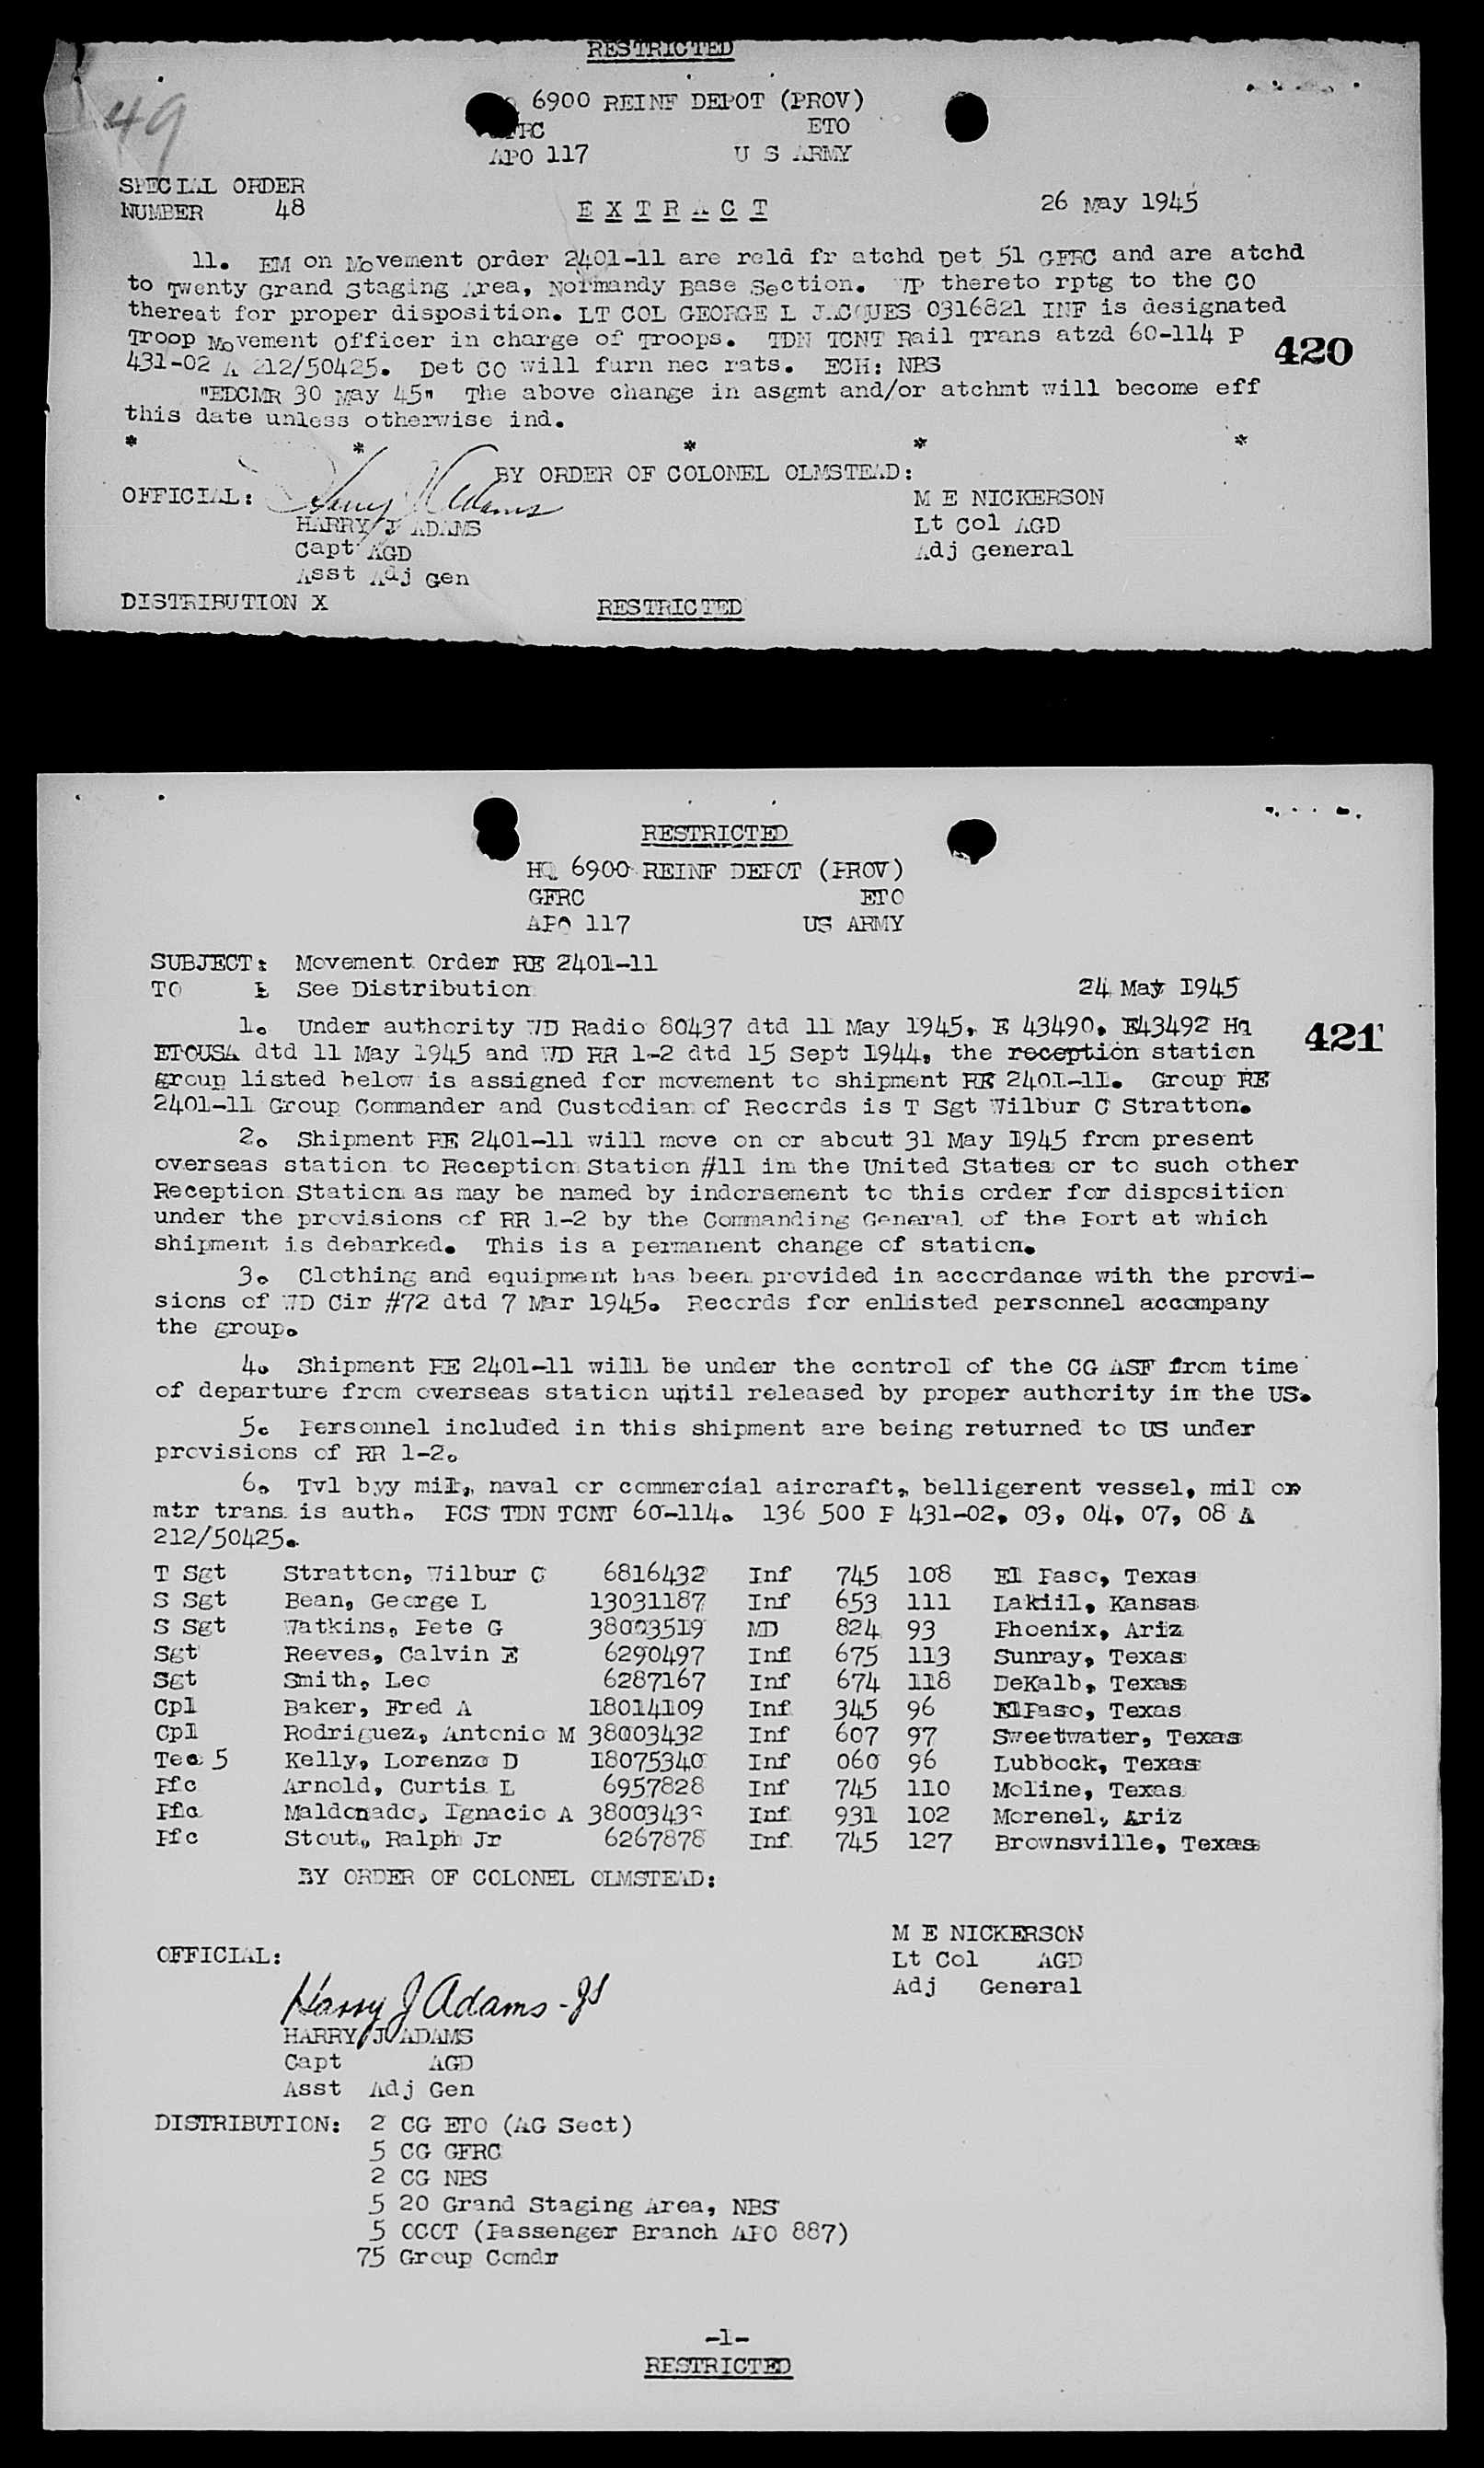 RESTRICTED
49
6900 REINF DEPOT (PROV)
GFRC ETO
APO 117 U S ARMY
SPECIAL ORDER
NUMBER 48 E X T R A C T 26 May 1945
11. EM on Movement Order 2401-11 are reld fr atchd Det 51 GFRC and are atchd
to Twenty Grand Staging Area, Normandy Base Section. WP thereto rptg to the CO
thereat for proper disposition. LT COL GEORGE L JACQUES 0316821 INF is designated
Troop Movement Officer in charge of Troops. TDN TCNT Rail Trans atzd 60-114 P
431-02 A 212/50425. Det CO will furn nec rats. ECH: NBS
420
"EDCMR 30 May 45" The above change in asgmt and/or atchmt will become eff
this date unless otherwise ind.
* * * * *
BY ORDER OF COLONEL OLMSTEAD:
OFFICIAL: Harry J Adams M E NICKERSON
HARRY J ADAMS Lt Col AGD
Capt AGD Adj General
Asst Adj Gen
DISTRIBUTION X RESTRICTED
RESTRICTED
HQ 6900 REINF DEPOT (PROV)
GFRC ETO
APO 117 US ARMY
SUBJECT: Movement Order RE 2401-11
TO : See Distribution 24 May 1945
1. Under authority WD Radio 80437 dtd 11 May 1945, E 43490, E43492 Hq
421
ETOUSA dtd 11 May 1945 and WD RR 1-2 dtd 15 Sept 1944, the reception station
group listed below is assigned for movement to shipment RE 2401-11. Group RE
2401-11 Group Commander and Custodian of Records is T Sgt Wilbur C Stratton.
2. Shipment RE 2401-11 will move on or about 31 May 1945 from present
overseas station to Reception Station #11 in the United States or to such other
Reception Station as may be named by indorsement to this order for disposition
under the provisions of RR 1-2 by the Commanding General of the Port at which
shipment is debarked. This is a permanent change of station.
3. Clothing and equipment has been provided in accordance with the provi-
sions of WD Cir #72 dtd 7 Mar 1945. Records for enlisted personnel accompany
the group.
4. Shipment RE 2401-11 will be under the control of the CG ASF from time
of departure from overseas station until released by proper authority in the US.
5. Personnel included in this shipment are being returned to US under
provisions of RR 1-2.
6. Tvl byy mil, naval or commercial aircraft, belligerent vessel, mil or
mtr trans is auth. PCS TDN TCNT 60-114. 136 500 P 431-02, 03, 04, 07, 08 A
212/50425.
T Sgt Stratton, Wilbur C 6816432 Inf 745 108 El Paso, Texas
S Sgt Bean, George L 13031187 Inf 653 111 Lakiil, Kansas
S Sgt Watkins, Pete G 38003519 MD 824 93 Phoenix, Ariz
Sgt Reeves, Calvin E 6290497 Inf 675 113 Sunray, Texas
Sgt Smith, Leo 6287167 Inf 674 118 DeKalb, Texas
Cpl Baker, Fred A 18014109 Inf 345 96 ElPaso, Texas
Cpl Rodriguez, Antonio M 38003432 Inf 607 97 Sweetwater, Texas
Tec 5 Kelly, Lorenzo D 18075340 Inf 060 96 Lubbock, Texas
Pfc Arnold, Curtis L 6957828 Inf 745 110 Moline, Texas
Pfc Maldonado, Ignacio A 38003433 Inf 931 102 Morenel, Ariz
Pfc Stout, Ralph Jr 6267878 Inf 745 127 Brownsville, Texas
BY ORDER OF COLONEL OLMSTEAD:
M E NICKERSON
OFFICIAL: Lt Col AGD
Adj General
Harry J Adams - JS
HARRY J ADAMS
Capt AGD
Asst Adj Gen
DISTRIBUTION: 2 CG ETO (AG Sect)
5 CG GFRC
2 CG NBS
5 20 Grand Staging Area, NBS
5 CCCT (Passenger Branch APO 887)
75 Group Comdr
-1-
RESTRICTED